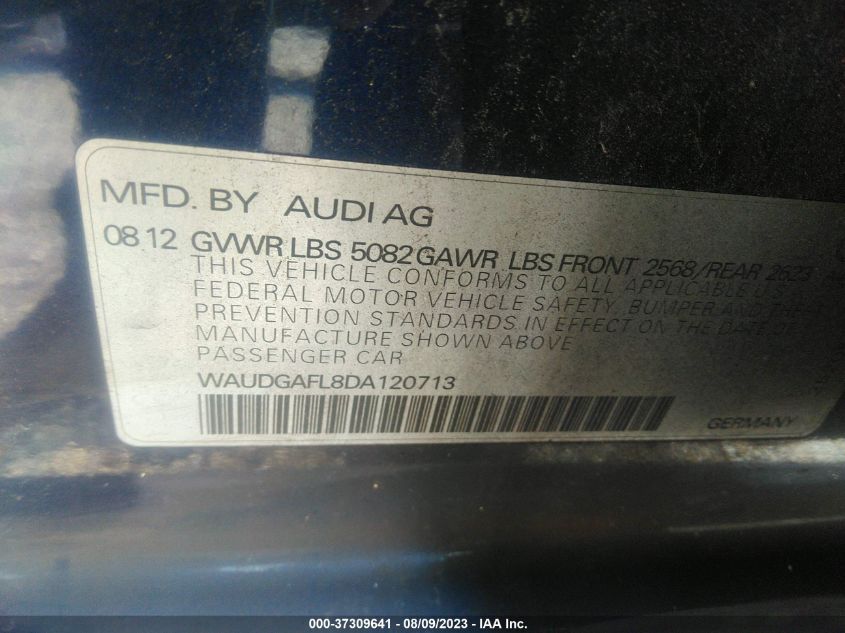 MFD. BY AUDI AG
08 12 GVWR LBS 5082 GAWR LBS FRONT 2568/REAR 2623
THIS VEHICLE CONFORMS TO ALL APPLICABLE U.S.
FEDERAL MOTOR VEHICLE SAFETY, BUMPER AND THEFT
PREVENTION STANDARDS IN EFFECT ON THE DATE OF
MANUFACTURE SHOWN ABOVE
PASSENGER CAR
WAUDGAFL8DA120713
GERMANY
000-37309641 - 08/09/2023 - IAA Inc.